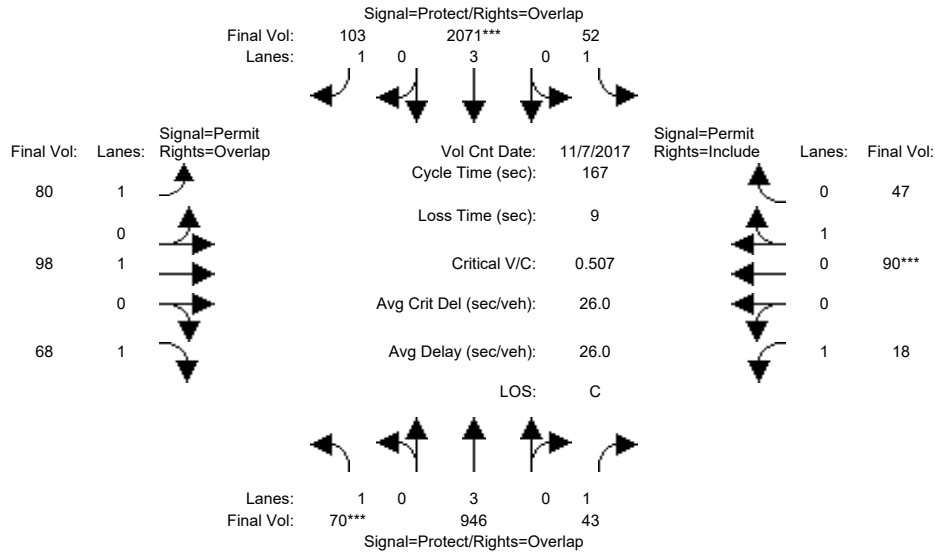 Signal=Protect/Rights=Overlap
Final Vol: 103 2071*** 52
Lanes: 1 0 3 0 1
Signal=Permit
Rights=Overlap
Signal=Permit
Rights=Include
Final Vol: Lanes:
Vol Cnt Date: 11/7/2017
Lanes: Final Vol:
Cycle Time (sec): 167
80 1
0 47
Loss Time (sec): 9
0
1
98 1
Critical V/C: 0.507
0 90***
0
Avg Crit Del (sec/veh): 26.0
0
68 1
Avg Delay (sec/veh): 26.0
1 18
LOS: C
Lanes: 1 0 3 0 1
Final Vol: 70*** 946 43
Signal=Protect/Rights=Overlap